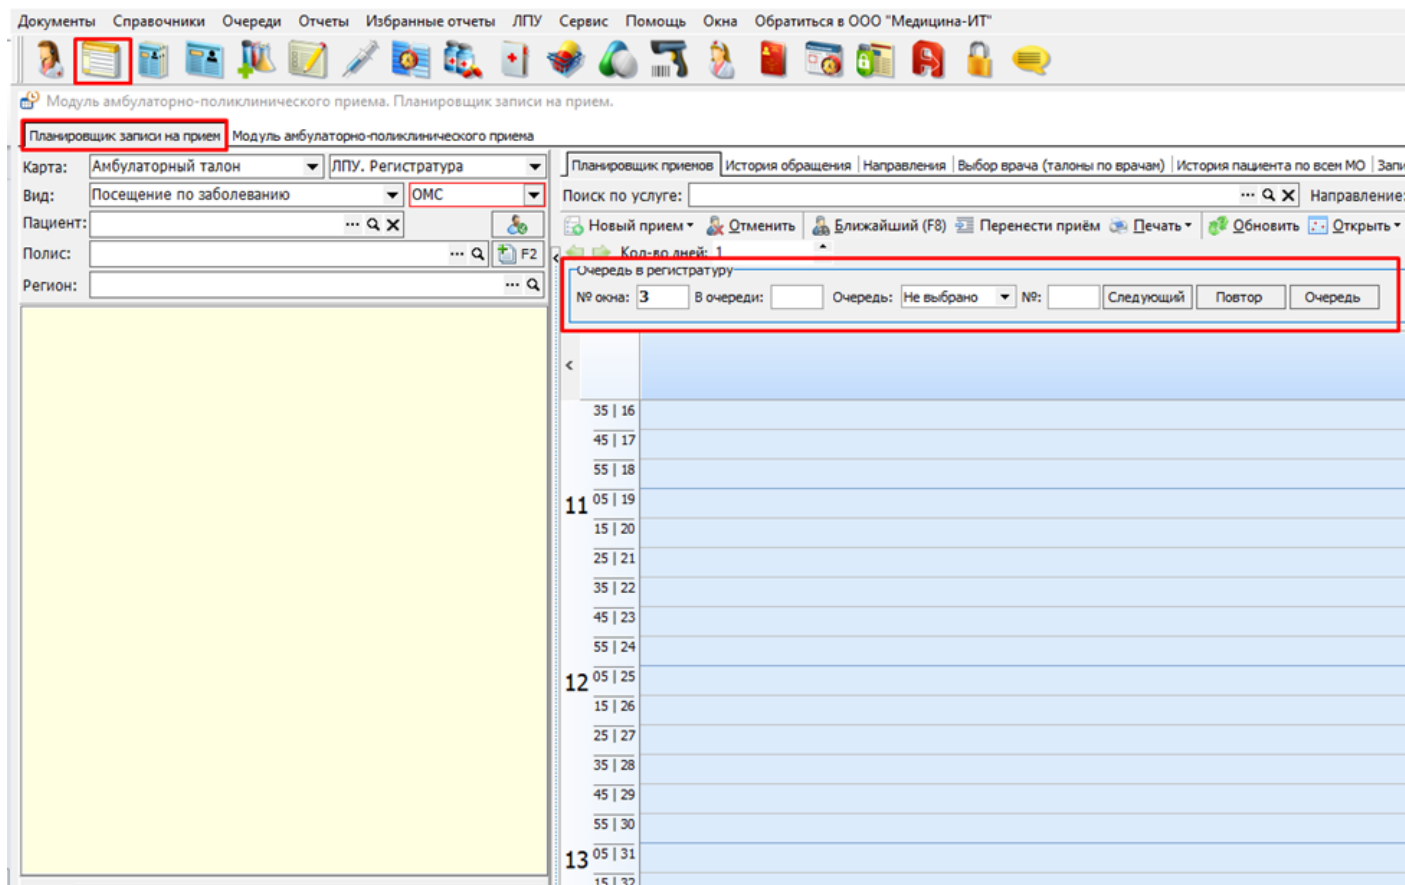 Документы Справочники Очереди Отчеты Избранные отчеты ЛПУ Сервис Помощь Окна Обратиться в ООО "Медицина-ИТ"
Модуль амбулаторно-поликлинического приема. Планировщик записи на прием.
Планировщик записи на прием Модуль амбулаторно-поликлинического приема
Карта: Амбулаторный талон ЛПУ. Регистратура
Вид: Посещение по заболеванию ОМС
Пациент:
Полис: F2
Регион:
Планировщик приемов История обращения Направления Выбор врача (талоны по врачам) История пациента по всем МО Запи
Поиск по услуге: Направление:
Новый прием Отменить Ближайший (F8) Перенести приём Печать Обновить Открыть
Кол-во дней: 1
Очередь в регистратуру
№ окна: 3 В очереди: Очередь: Не выбрано №: Следующий Повтор Очередь
35 | 16
45 | 17
55 | 18
11 05 | 19
15 | 20
25 | 21
35 | 22
45 | 23
55 | 24
12 05 | 25
15 | 26
25 | 27
35 | 28
45 | 29
55 | 30
13 05 | 31
15 | 32